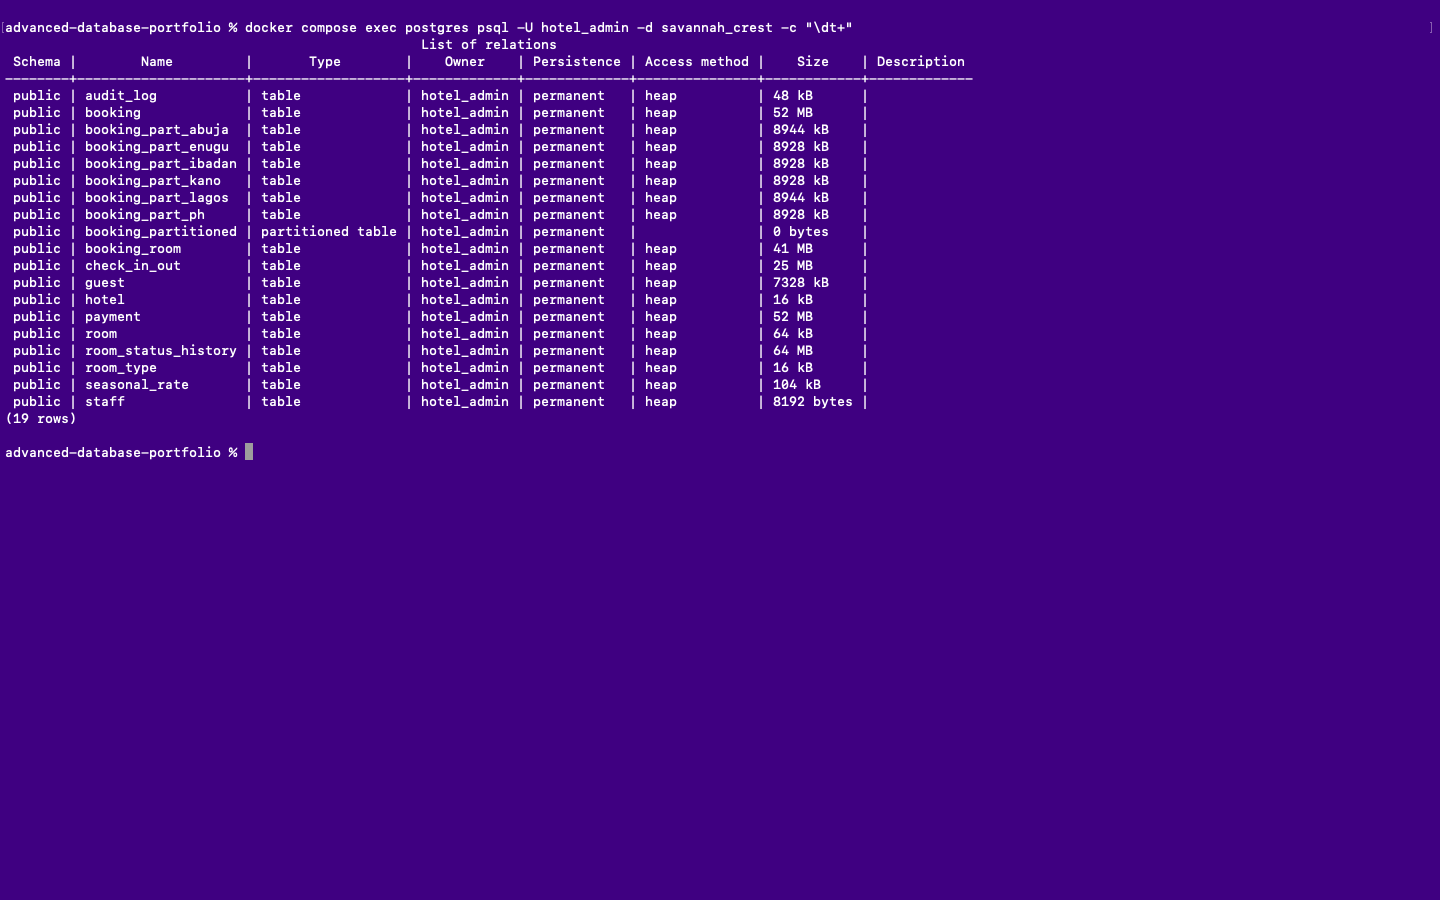 advanced-database-portfolio % docker compose exec postgres psql -U hotel_admin -d savannah_crest -c "\dt+"
List of relations
Schema | Name | Type | Owner | Persistence | Access method | Size | Description
--------+---------------------+-------------------+-------------+-------------+---------------+------------+-------------
public | audit_log | table | hotel_admin | permanent | heap | 48 kB |
public | booking | table | hotel_admin | permanent | heap | 52 MB |
public | booking_part_abuja | table | hotel_admin | permanent | heap | 8944 kB |
public | booking_part_enugu | table | hotel_admin | permanent | heap | 8928 kB |
public | booking_part_ibadan | table | hotel_admin | permanent | heap | 8928 kB |
public | booking_part_kano | table | hotel_admin | permanent | heap | 8928 kB |
public | booking_part_lagos | table | hotel_admin | permanent | heap | 8944 kB |
public | booking_part_ph | table | hotel_admin | permanent | heap | 8928 kB |
public | booking_partitioned | partitioned table | hotel_admin | permanent | | 0 bytes |
public | booking_room | table | hotel_admin | permanent | heap | 41 MB |
public | check_in_out | table | hotel_admin | permanent | heap | 25 MB |
public | guest | table | hotel_admin | permanent | heap | 7328 kB |
public | hotel | table | hotel_admin | permanent | heap | 16 kB |
public | payment | table | hotel_admin | permanent | heap | 52 MB |
public | room | table | hotel_admin | permanent | heap | 64 kB |
public | room_status_history | table | hotel_admin | permanent | heap | 64 MB |
public | room_type | table | hotel_admin | permanent | heap | 16 kB |
public | seasonal_rate | table | hotel_admin | permanent | heap | 104 kB |
public | staff | table | hotel_admin | permanent | heap | 8192 bytes |
(19 rows)
advanced-database-portfolio %